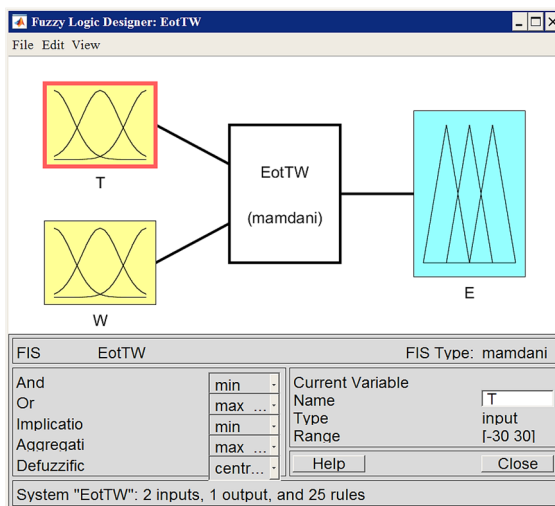 Fuzzy Logic Designer: EotTW
File Edit View
T
EotTW
(mamdani)
W
E
FIS EotTW FIS Type: mamdani
And min
Or max ...
Implicatio min
Aggregati max ...
Defuzzific centr...
Current Variable
Name T
Type input
Range [-30 30]
Help Close
System "EotTW": 2 inputs, 1 output, and 25 rules